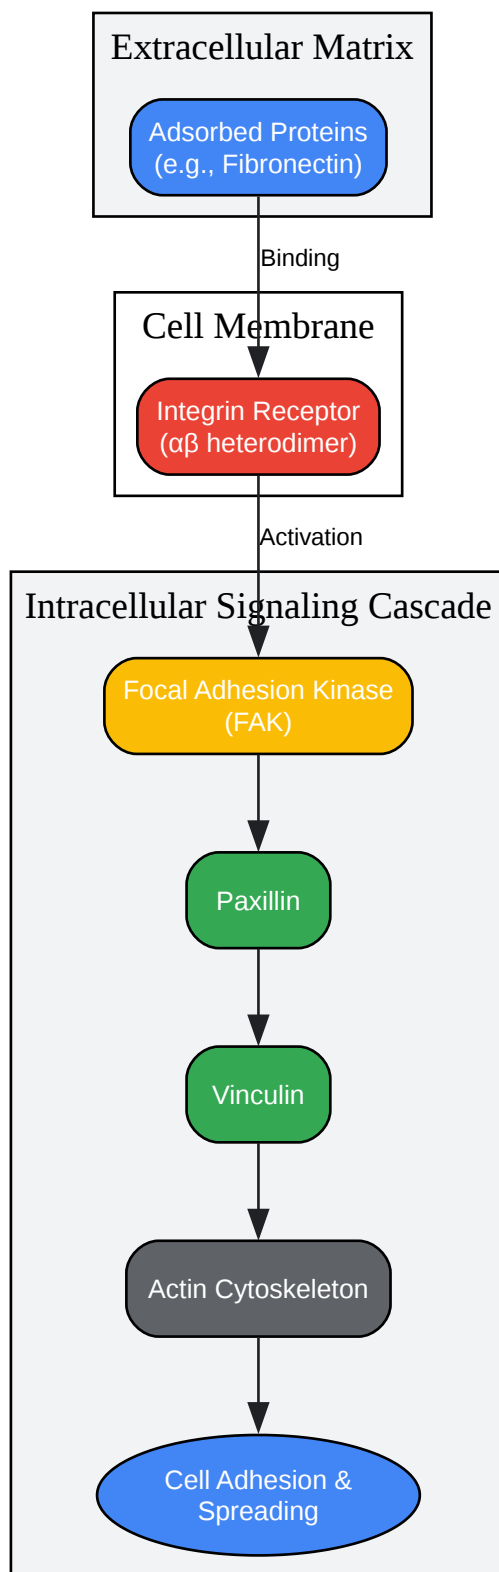 Extracellular Matrix
Adsorbed Proteins
(e.g., Fibronectin)
Binding
Cell Membrane
Integrin Receptor
(αβ heterodimer)
Activation
Intracellular Signaling Cascade
Focal Adhesion Kinase
(FAK)
Paxillin
Vinculin
Actin Cytoskeleton
Cell Adhesion &
Spreading